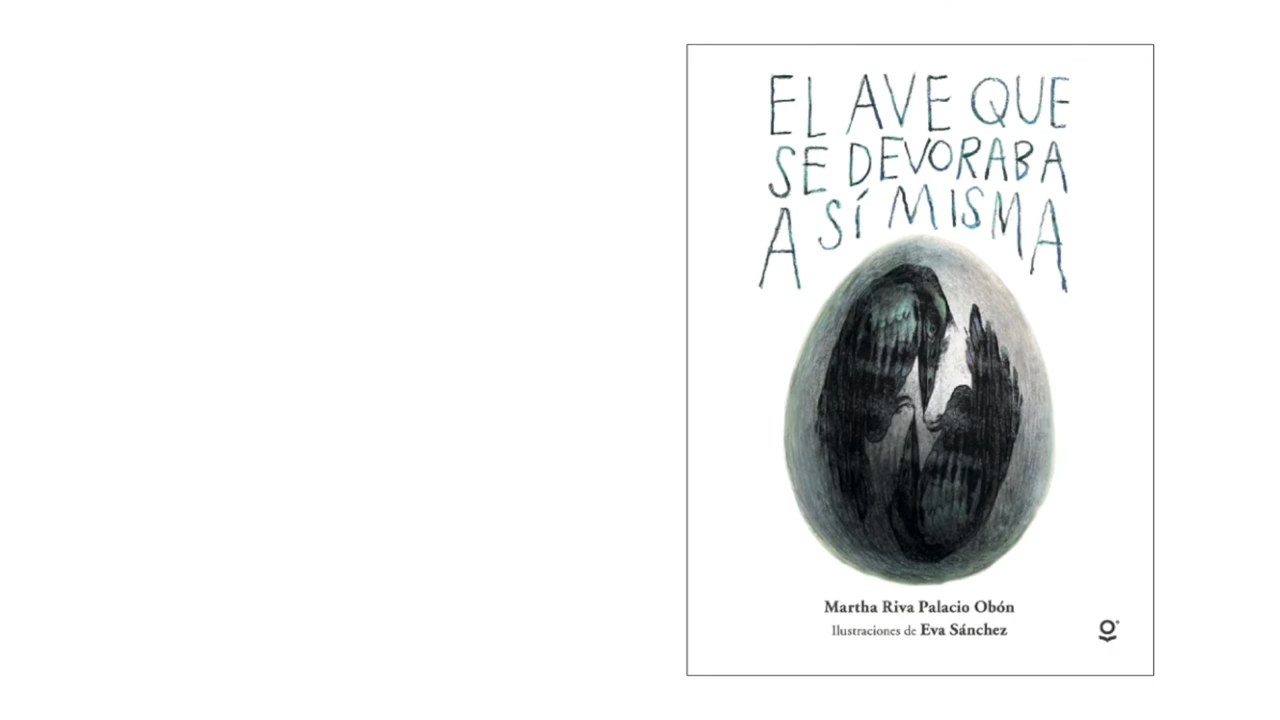 EL AVE QUE
SE DEVORABA
A SÍ MISMA
Martha Riva Palacio Obón
Ilustraciones de Eva Sánchez